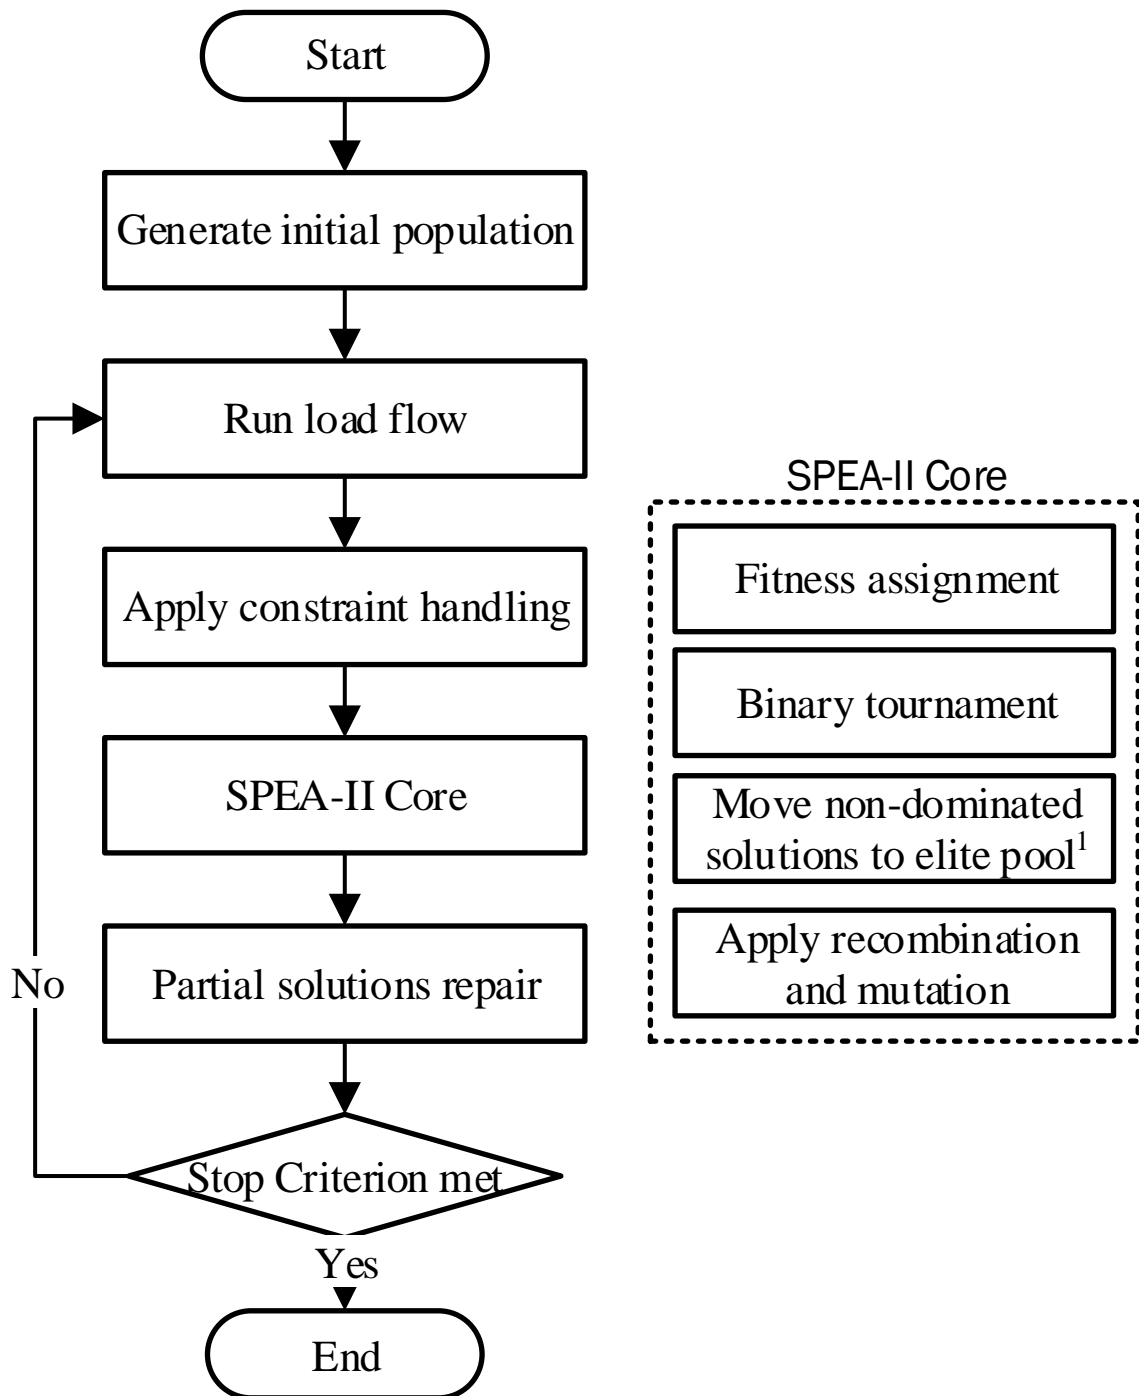 Start
Generate initial population
Run load flow
Apply constraint handling
SPEA-II Core
Partial solutions repair
No
Stop Criterion met
Yes
End
SPEA-II Core
Fitness assignment
Binary tournament
Move non-dominated
solutions to elite pool¹
Apply recombination
and mutation